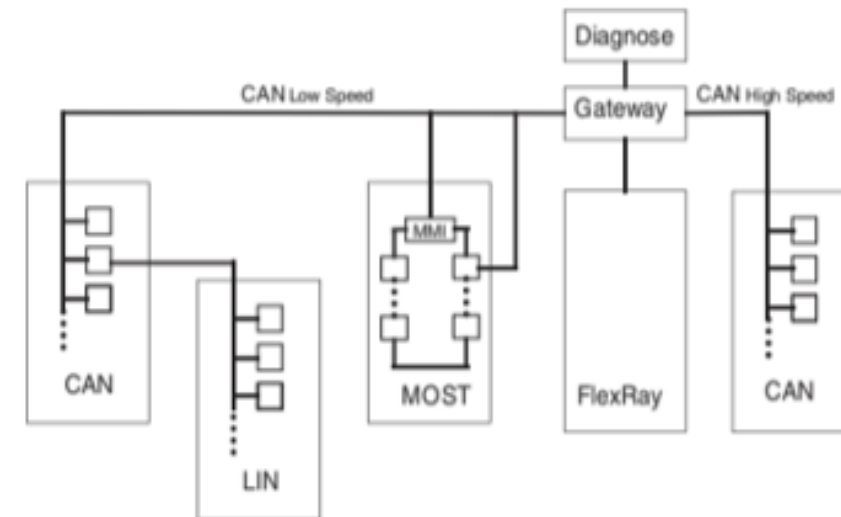 Diagnose
CAN Low Speed
Gateway
CAN High Speed
MMI
CAN
MOST
FlexRay
CAN
LIN